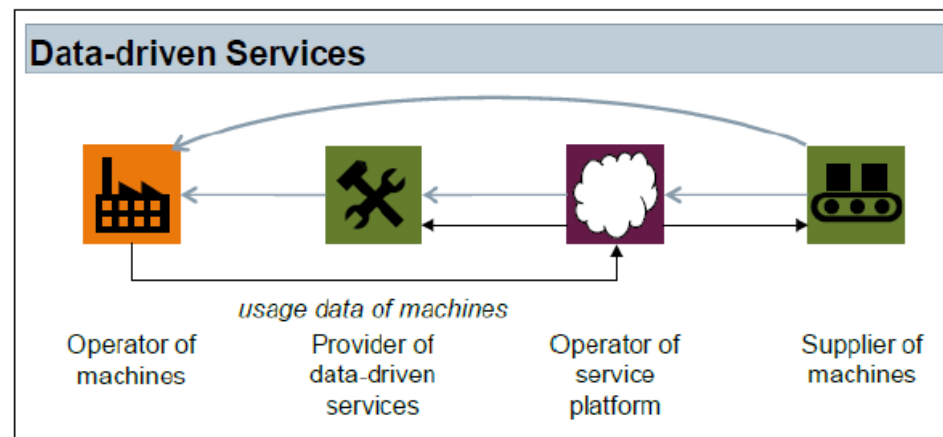 Data-driven Services
usage data of machines
Operator of
machines
Provider of
data-driven
services
Operator of
service
platform
Supplier of
machines